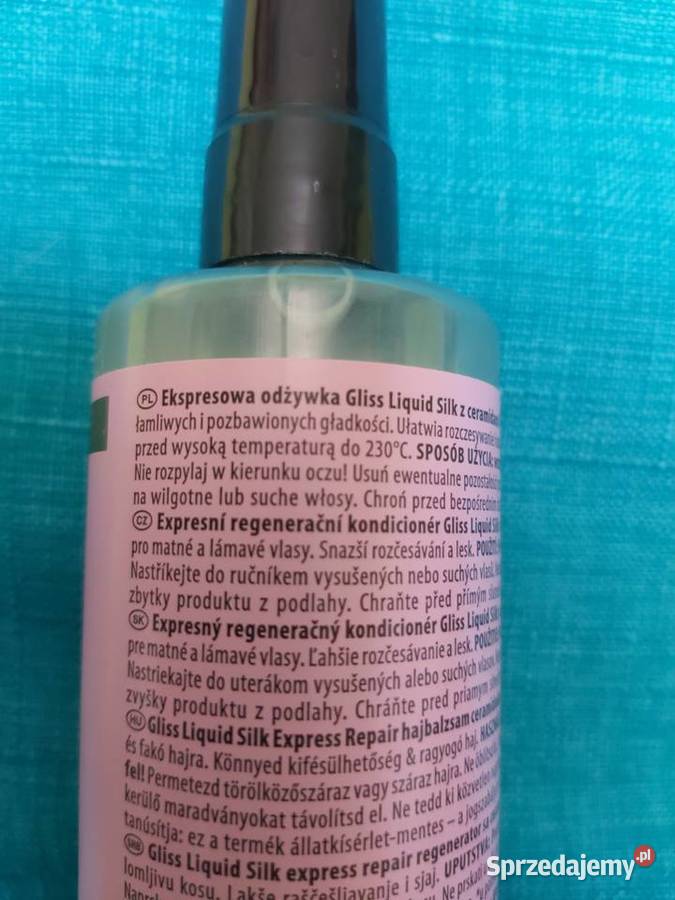 PL Ekspresowa odżywka Gliss Liquid Silk z ceramidami
łamliwych i pozbawionych gładkości. Ułatwia rozczesywanie
przed wysoką temperaturą do 230°C. SPOSÓB UŻYCIA:
Nie rozpylaj w kierunku oczu! Usuń ewentualne pozostałości
na wilgotne lub suche włosy. Chroń przed bezpośrednim
CZ Expresní regenerační kondicionér Gliss Liquid Silk
pro matné a lámavé vlasy. Snazší rozčesávání a lesk. POUŽITÍ:
Nastříkejte do ručníkem vysušených nebo suchých vlasů.
zbytky produktu z podlahy. Chraňte před přímým
SK Expresný regeneračný kondicionér Gliss Liquid Silk
pre matné a lámavé vlasy. Ľahšie rozčesávanie a lesk.
Nastriekajte do uterákom vysušených alebo suchých vlasov.
zvyšky produktu z podlahy. Chráňte pred priamym
HU Gliss Liquid Silk Express Repair hajbalzsam
és fakó hajra. Könnyed kifésülhetőség & ragyogó haj.
fel! Permetezd törölközőszáraz vagy száraz hajra. Ne
kerülő maradványokat távolítsd el. Ne tedd ki közvetlen
tanúsítja: ez a termék állatkísérlet-mentes – a
SRB Gliss Liquid Silk express repair regenerator sa
lomljivu kosu. Lakše raščešljavanje i sjaj. UPUTSTVA:
Sprzedajemy.pl